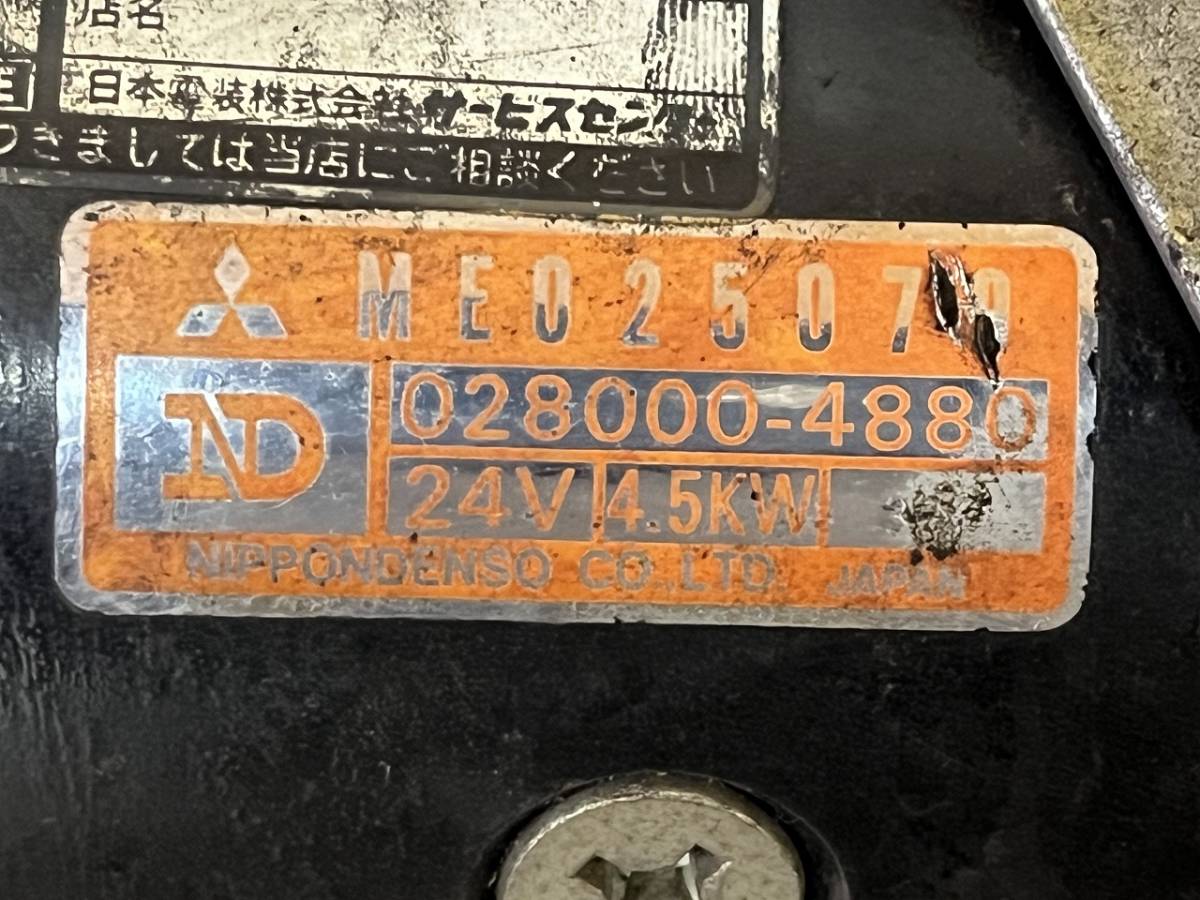 店名
日本電装株式会社サービスセンター
つきましては当店にご相談ください
028000-4880
24V 4.5KW
ND
NIPPONDENSO CO.,LTD. JAPAN